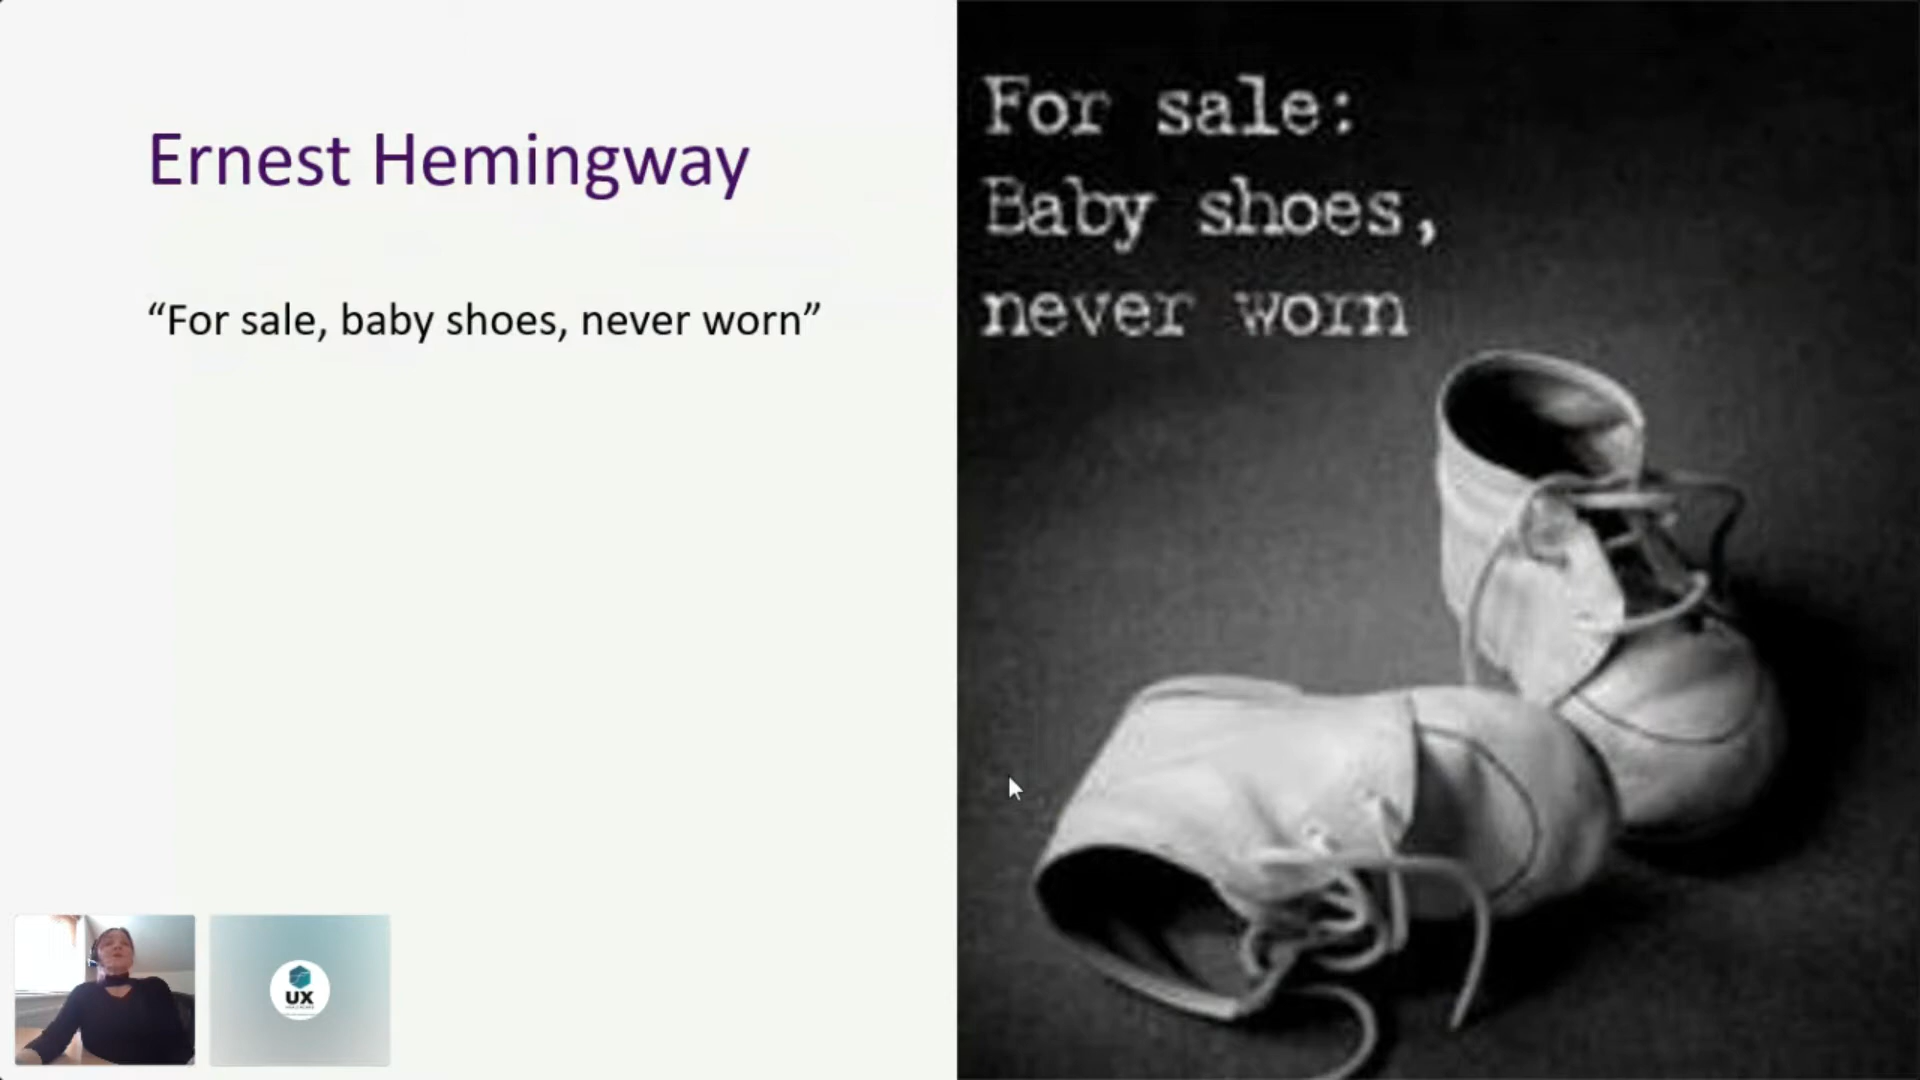 Ernest Hemingway
“For sale, baby shoes, never worn”
For sale:
Baby shoes,
never worn
UX